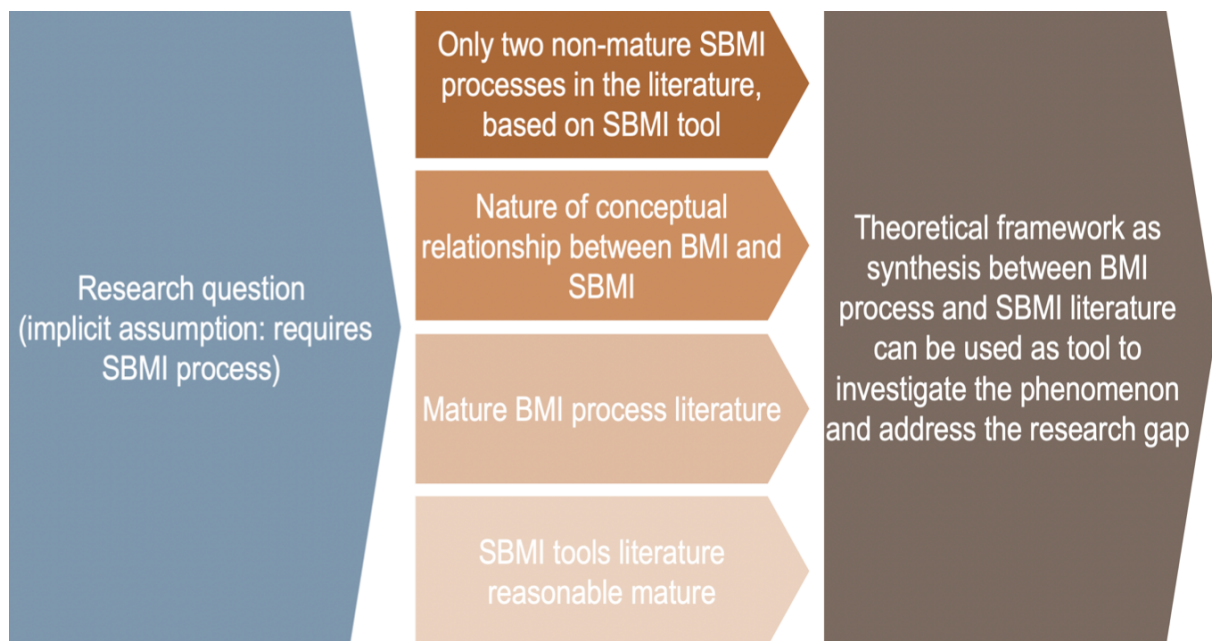 Research question
(implicit assumption: requires
SBMI process)
Only two non-mature SBMI
processes in the literature,
based on SBMI tool
Nature of conceptual
relationship between BMI and
SBMI
Mature BMI process literature
SBMI tools literature
reasonable mature
Theoretical framework as
synthesis between BMI
process and SBMI literature
can be used as tool to
investigate the phenomenon
and address the research gap